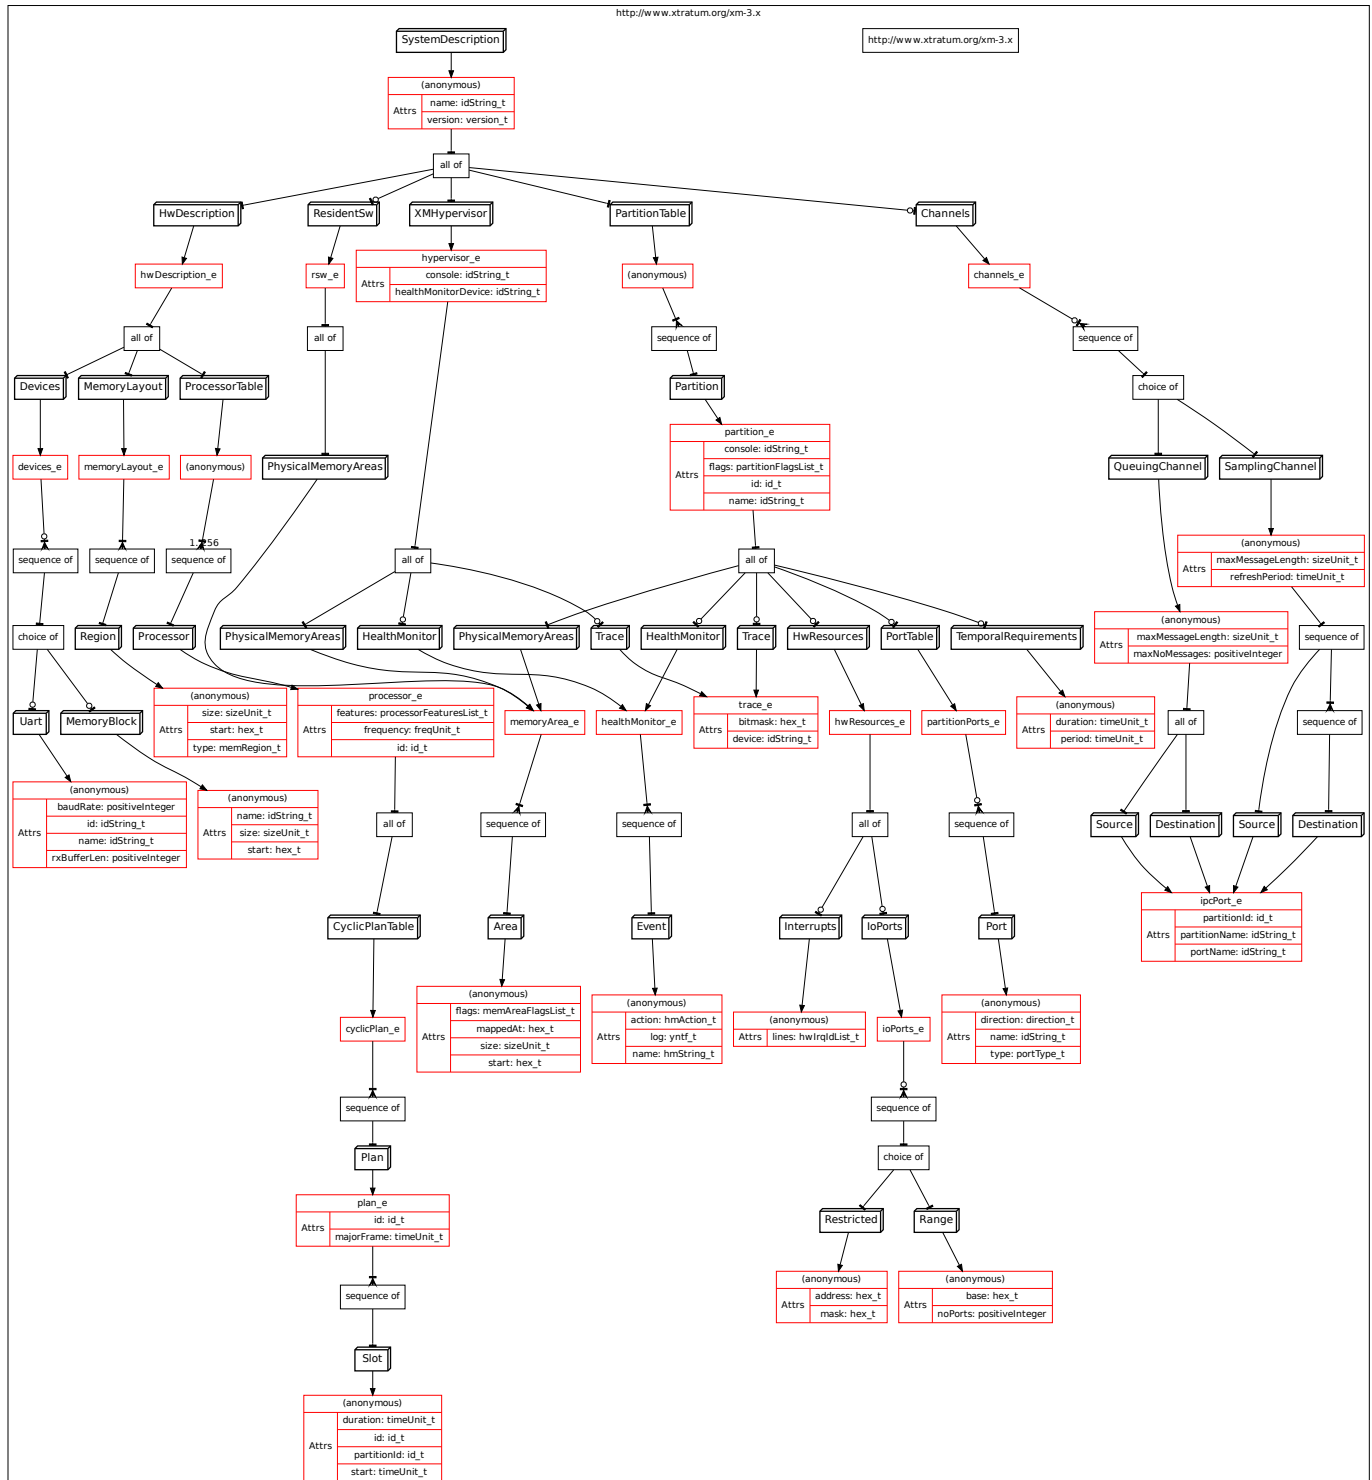 http://www.xtratum.org/xm-3.x
SystemDescription
http://www.xtratum.org/xm-3.x
(anonymous)
Attrs
name: idString_t
version: version_t
all of
HwDescription
ResidentSw
XMHypervisor
PartitionTable
Channels
hwDescription_e
rsw_e
hypervisor_e
Attrs
console: idString_t
healthMonitorDevice: idString_t
(anonymous)
channels_e
all of
all of
sequence of
sequence of
Devices
MemoryLayout
ProcessorTable
Partition
choice of
devices_e
memoryLayout_e
(anonymous)
PhysicalMemoryAreas
partition_e
Attrs
console: idString_t
flags: partitionFlagsList_t
id: id_t
name: idString_t
QueuingChannel
SamplingChannel
sequence of
sequence of
1..256
sequence of
all of
all of
(anonymous)
Attrs
maxMessageLength: sizeUnit_t
refreshPeriod: timeUnit_t
choice of
Region
Processor
PhysicalMemoryAreas
HealthMonitor
PhysicalMemoryAreas
Trace
HealthMonitor
Trace
HwResources
PortTable
TemporalRequirements
(anonymous)
Attrs
maxMessageLength: sizeUnit_t
maxNoMessages: positiveInteger
sequence of
Uart
MemoryBlock
(anonymous)
Attrs
size: sizeUnit_t
start: hex_t
type: memRegion_t
processor_e
Attrs
features: processorFeaturesList_t
frequency: freqUnit_t
id: id_t
memoryArea_e
healthMonitor_e
trace_e
Attrs
bitmask: hex_t
device: idString_t
hwResources_e
partitionPorts_e
(anonymous)
Attrs
duration: timeUnit_t
period: timeUnit_t
all of
sequence of
(anonymous)
Attrs
baudRate: positiveInteger
id: idString_t
name: idString_t
rxBufferLen: positiveInteger
(anonymous)
Attrs
name: idString_t
size: sizeUnit_t
start: hex_t
all of
sequence of
sequence of
all of
sequence of
Source
Destination
Source
Destination
CyclicPlanTable
Area
Event
Interrupts
IoPorts
Port
ipcPort_e
Attrs
partitionId: id_t
partitionName: idString_t
portName: idString_t
cyclicPlan_e
(anonymous)
Attrs
flags: memAreaFlagsList_t
mappedAt: hex_t
size: sizeUnit_t
start: hex_t
(anonymous)
Attrs
action: hmAction_t
log: yntf_t
name: hmString_t
(anonymous)
Attrs
lines: hwIrqIdList_t
ioPorts_e
(anonymous)
Attrs
direction: direction_t
name: idString_t
type: portType_t
sequence of
sequence of
Plan
choice of
plan_e
Attrs
id: id_t
majorFrame: timeUnit_t
Restricted
Range
sequence of
(anonymous)
Attrs
address: hex_t
mask: hex_t
(anonymous)
Attrs
base: hex_t
noPorts: positiveInteger
Slot
(anonymous)
Attrs
duration: timeUnit_t
id: id_t
partitionId: id_t
start: timeUnit_t